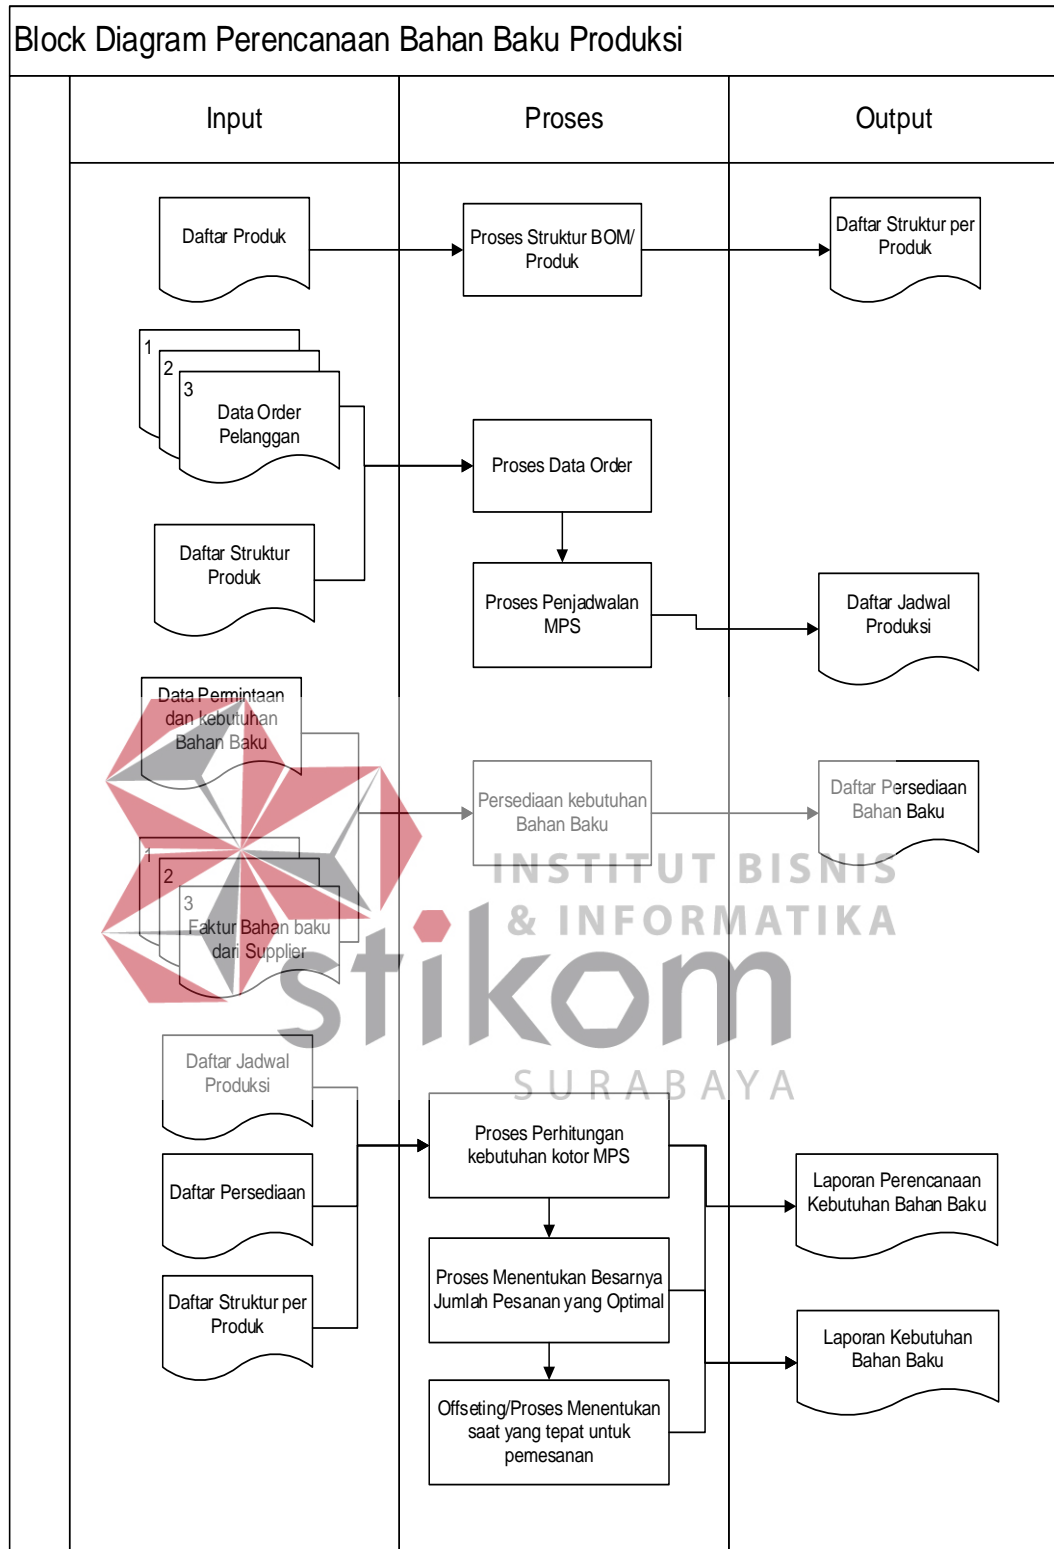 Block Diagram Perencanaan Bahan Baku Produksi
Input
Proses
Output
Daftar Produk
Proses Struktur BOM/
Produk
Daftar Struktur per
Produk
1
2
3
Data Order
Pelanggan
Proses Data Order
Daftar Struktur
Produk
Proses Penjadwalan
MPS
Daftar Jadwal
Produksi
Data Permintaan
dan kebutuhan
Bahan Baku
Persediaan kebutuhan
Bahan Baku
Daftar Persediaan
Bahan Baku
1
2
3
Faktur Bahan baku
dari Supplier
INSTITUT BISNIS
& INFORMATIKA
stikom
SURABAYA
Daftar Jadwal
Produksi
Daftar Persediaan
Daftar Struktur per
Produk
Proses Perhitungan
kebutuhan kotor MPS
Proses Menentukan Besarnya
Jumlah Pesanan yang Optimal
Offseting/Proses Menentukan
saat yang tepat untuk
pemesanan
Laporan Perencanaan
Kebutuhan Bahan Baku
Laporan Kebutuhan
Bahan Baku